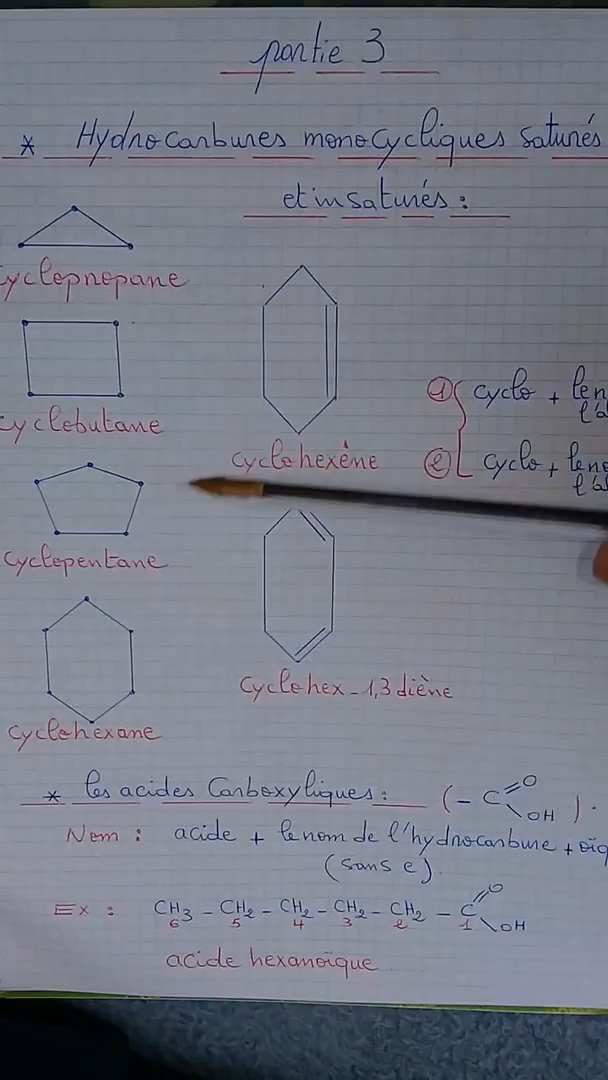 partie 3
* Hydrocarbures monocycliques saturés
et insaturés :
cyclopropane
cyclobutane
cyclohexène
① cyclo +
② cyclo +
cyclopentane
cyclohex-1,3 diène
cyclohexane
* les acides Carboxyliques : (- C =O OH ).
Nom : acide + le nom de l'hydrocarbure + oïq
(sans e).
Ex : CH3 - CH2 - CH2 - CH2 - CH2 - C =O OH
6 5 4 3 2 1
acide hexanoïque